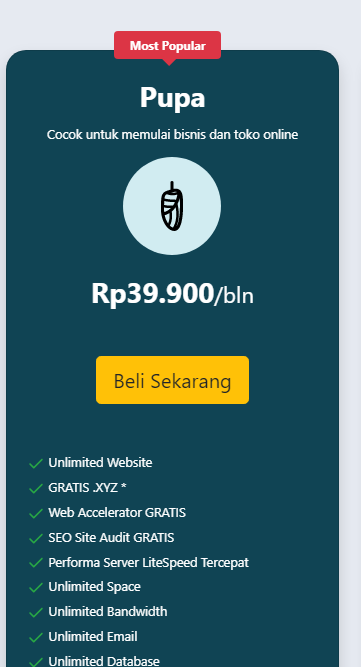 Most Popular
Pupa
Cocok untuk memulai bisnis dan toko online
Rp39.900/bln
Beli Sekarang
Unlimited Website
GRATIS .XYZ *
Web Accelerator GRATIS
SEO Site Audit GRATIS
Performa Server LiteSpeed Tercepat
Unlimited Space
Unlimited Bandwidth
Unlimited Email
Unlimited Database